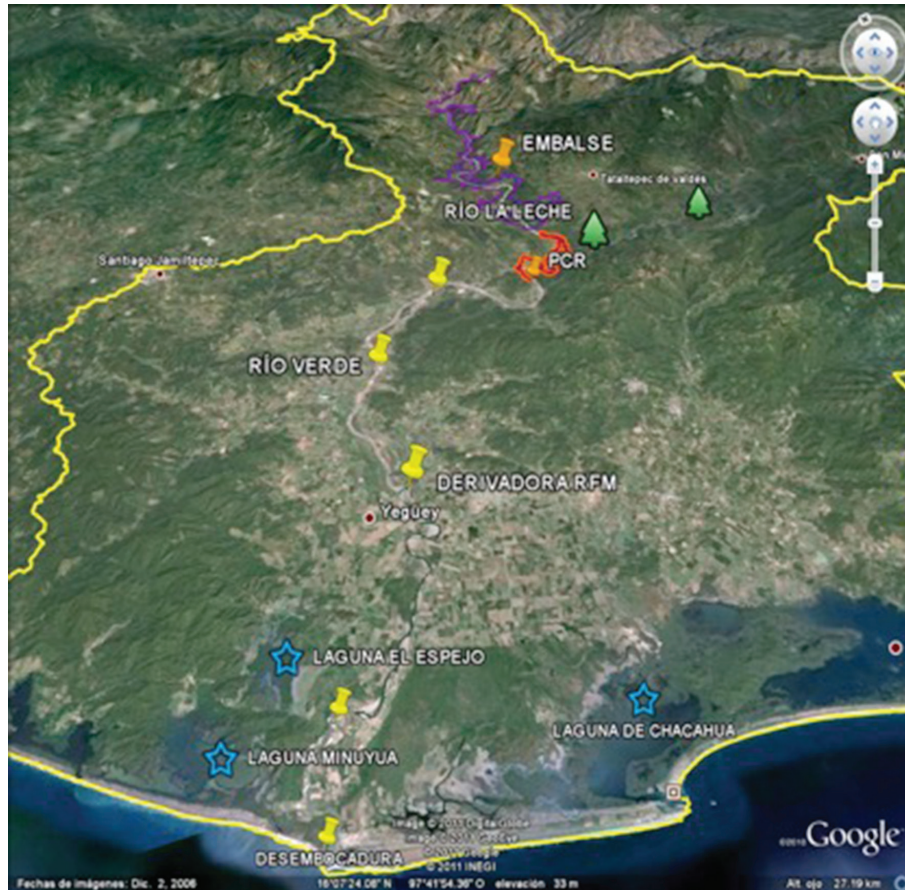 EMBALSE
Tataltepec de valdés
RÍO LA LECHE
PCR
Santiago Jamiltepec
RÍO VERDE
DERIVADORA RFM
Yegüey
LAGUNA EL ESPEJO
LAGUNA DE CHACAHUA
LAGUNA MINUYUA
DESEMBOCADURA
© 2011 INEGI
©2010 Google
Fechas de imágenes: Dic. 2, 2006 16°07'24.08" N 97°41'54.36" O elevación 33 m Alt. ojo 27.19 km